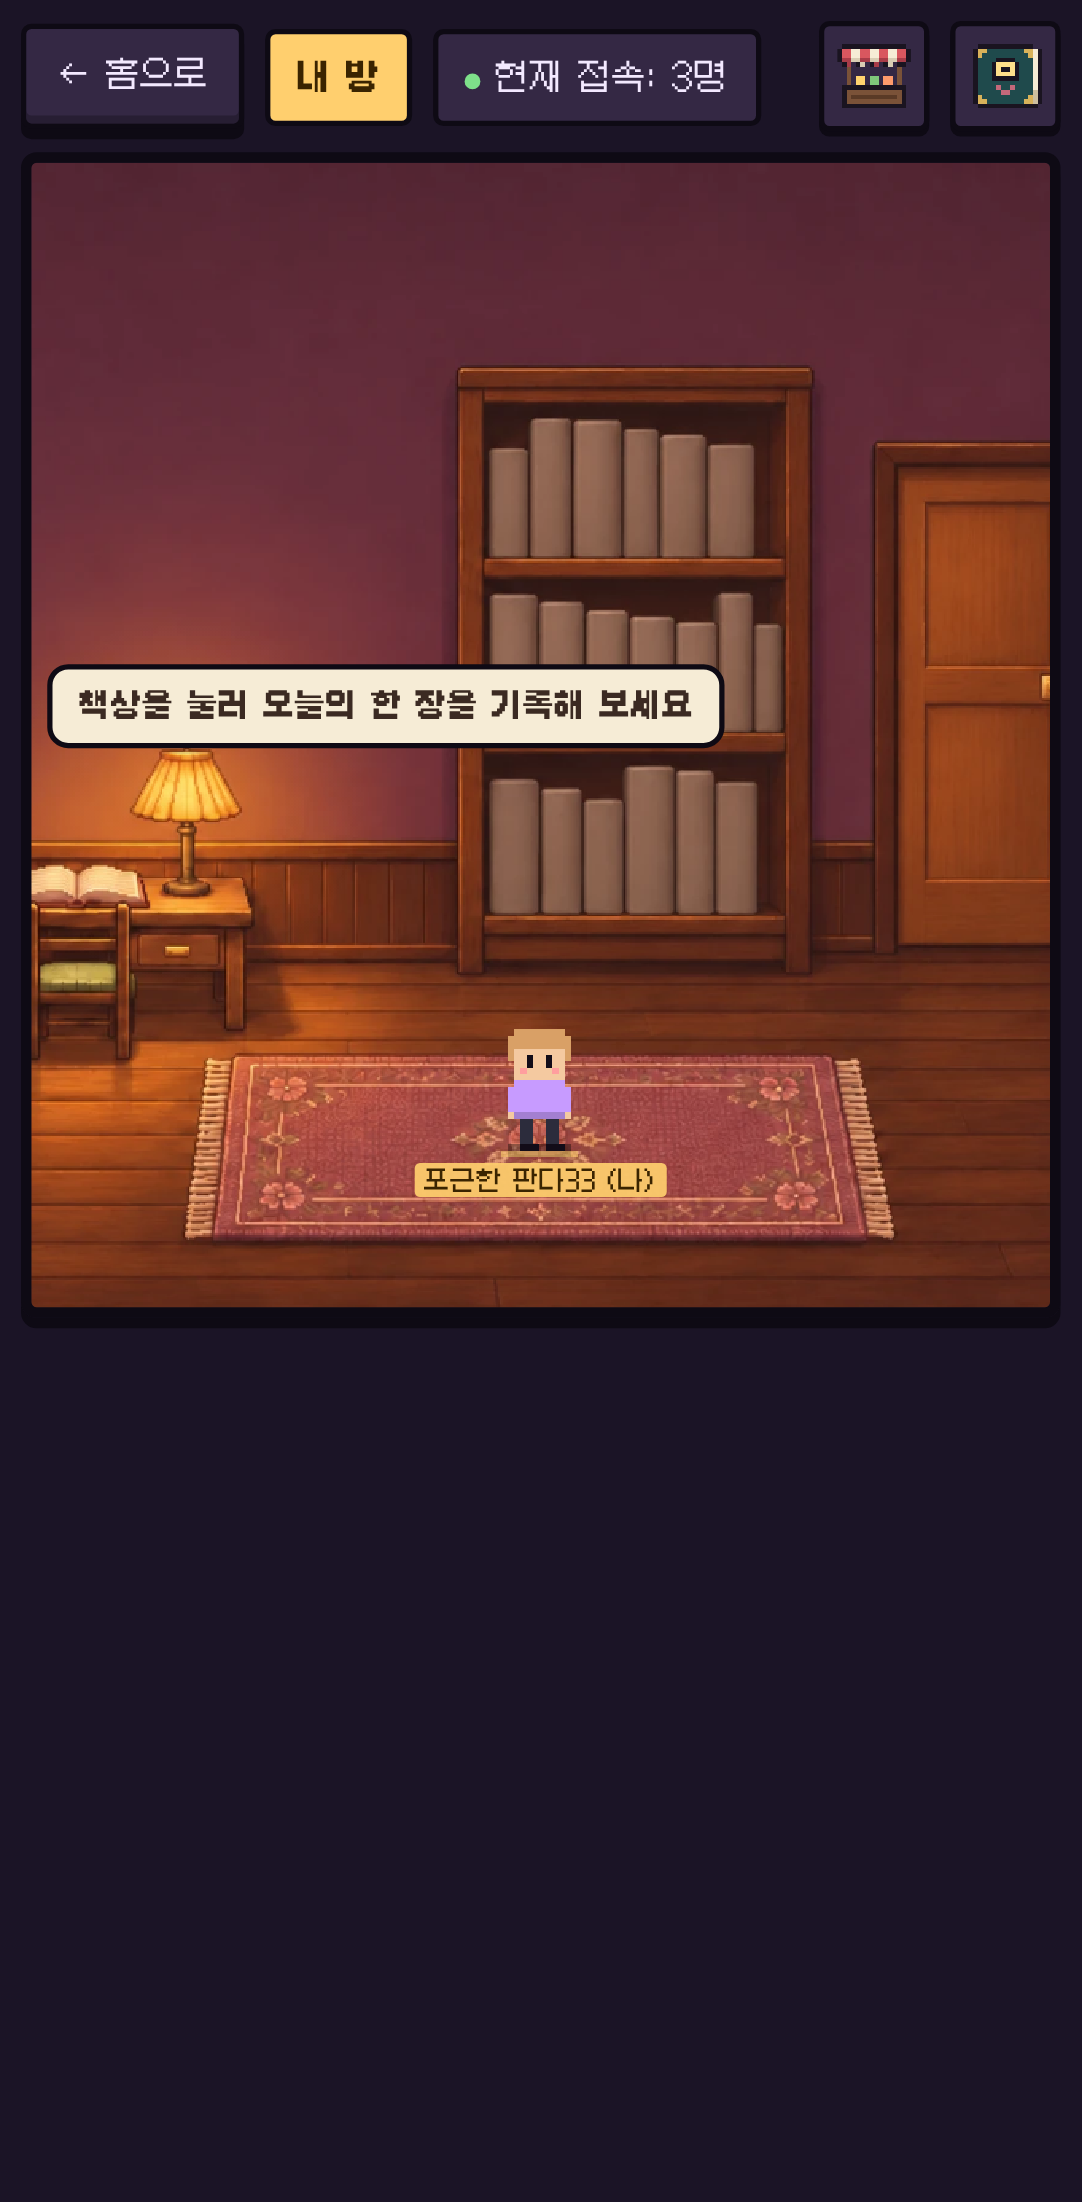 ← 홈으로
내 방
현재 접속: 3명
책상을 눌러 오늘의 한 장을 기록해 보세요
포근한 판다33 (나)